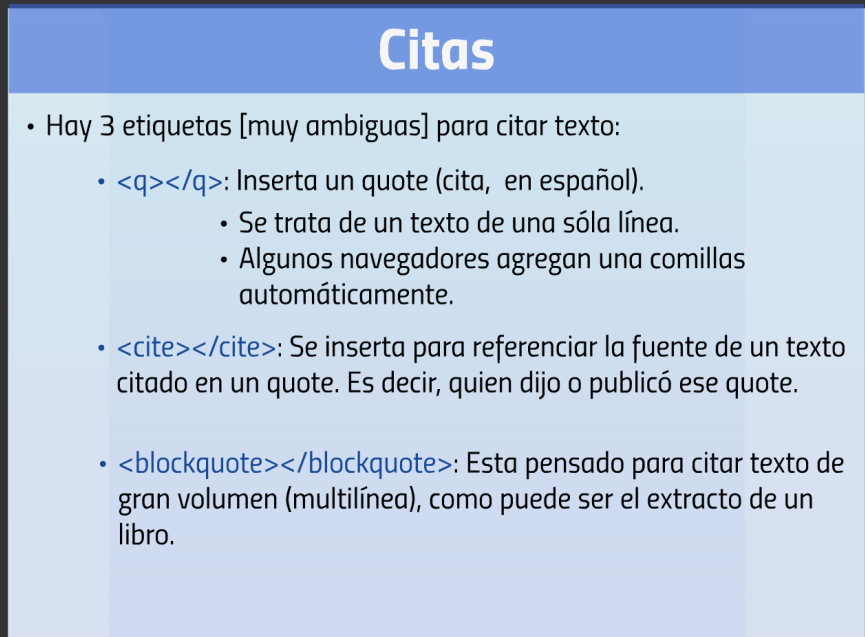 Citas
• Hay 3 etiquetas [muy ambiguas] para citar texto:
• <q></q>: Inserta un quote (cita, en español).
• Se trata de un texto de una sóla línea.
• Algunos navegadores agregan una comillas
automáticamente.
• <cite></cite>: Se inserta para referenciar la fuente de un texto
citado en un quote. Es decir, quien dijo o publicó ese quote.
• <blockquote></blockquote>: Esta pensado para citar texto de
gran volumen (multilínea), como puede ser el extracto de un
libro.